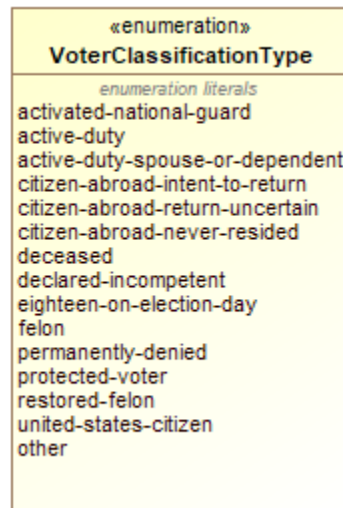 «enumeration»
VoterClassificationType
enumeration literals
activated-national-guard
active-duty
active-duty-spouse-or-dependent
citizen-abroad-intent-to-return
citizen-abroad-return-uncertain
citizen-abroad-never-resided
deceased
declared-incompetent
eighteen-on-election-day
felon
permanently-denied
protected-voter
restored-felon
united-states-citizen
other